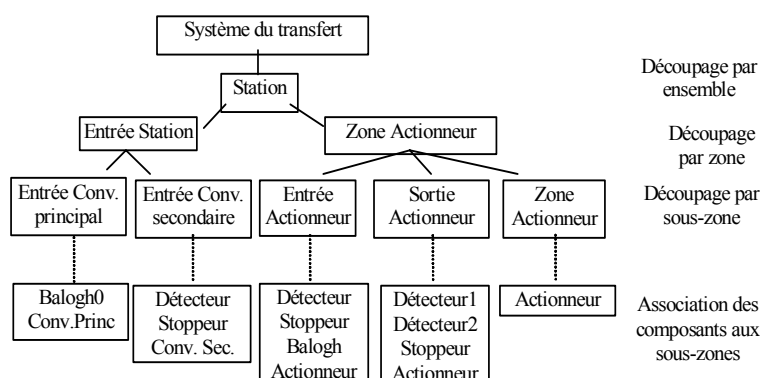 Système du transfert
Station
Découpage par
ensemble
Entrée Station
Zone Actionneur
Découpage
par zone
Entrée Conv.
principal
Entrée Conv.
secondaire
Entrée
Actionneur
Sortie
Actionneur
Zone
Actionneur
Découpage par
sous-zone
Balogh0
Conv.Princ
Détecteur
Stoppeur
Conv. Sec.
Détecteur
Stoppeur
Balogh
Actionneur
Détecteur1
Détecteur2
Stoppeur
Actionneur
Actionneur
Association des
composants aux
sous-zones